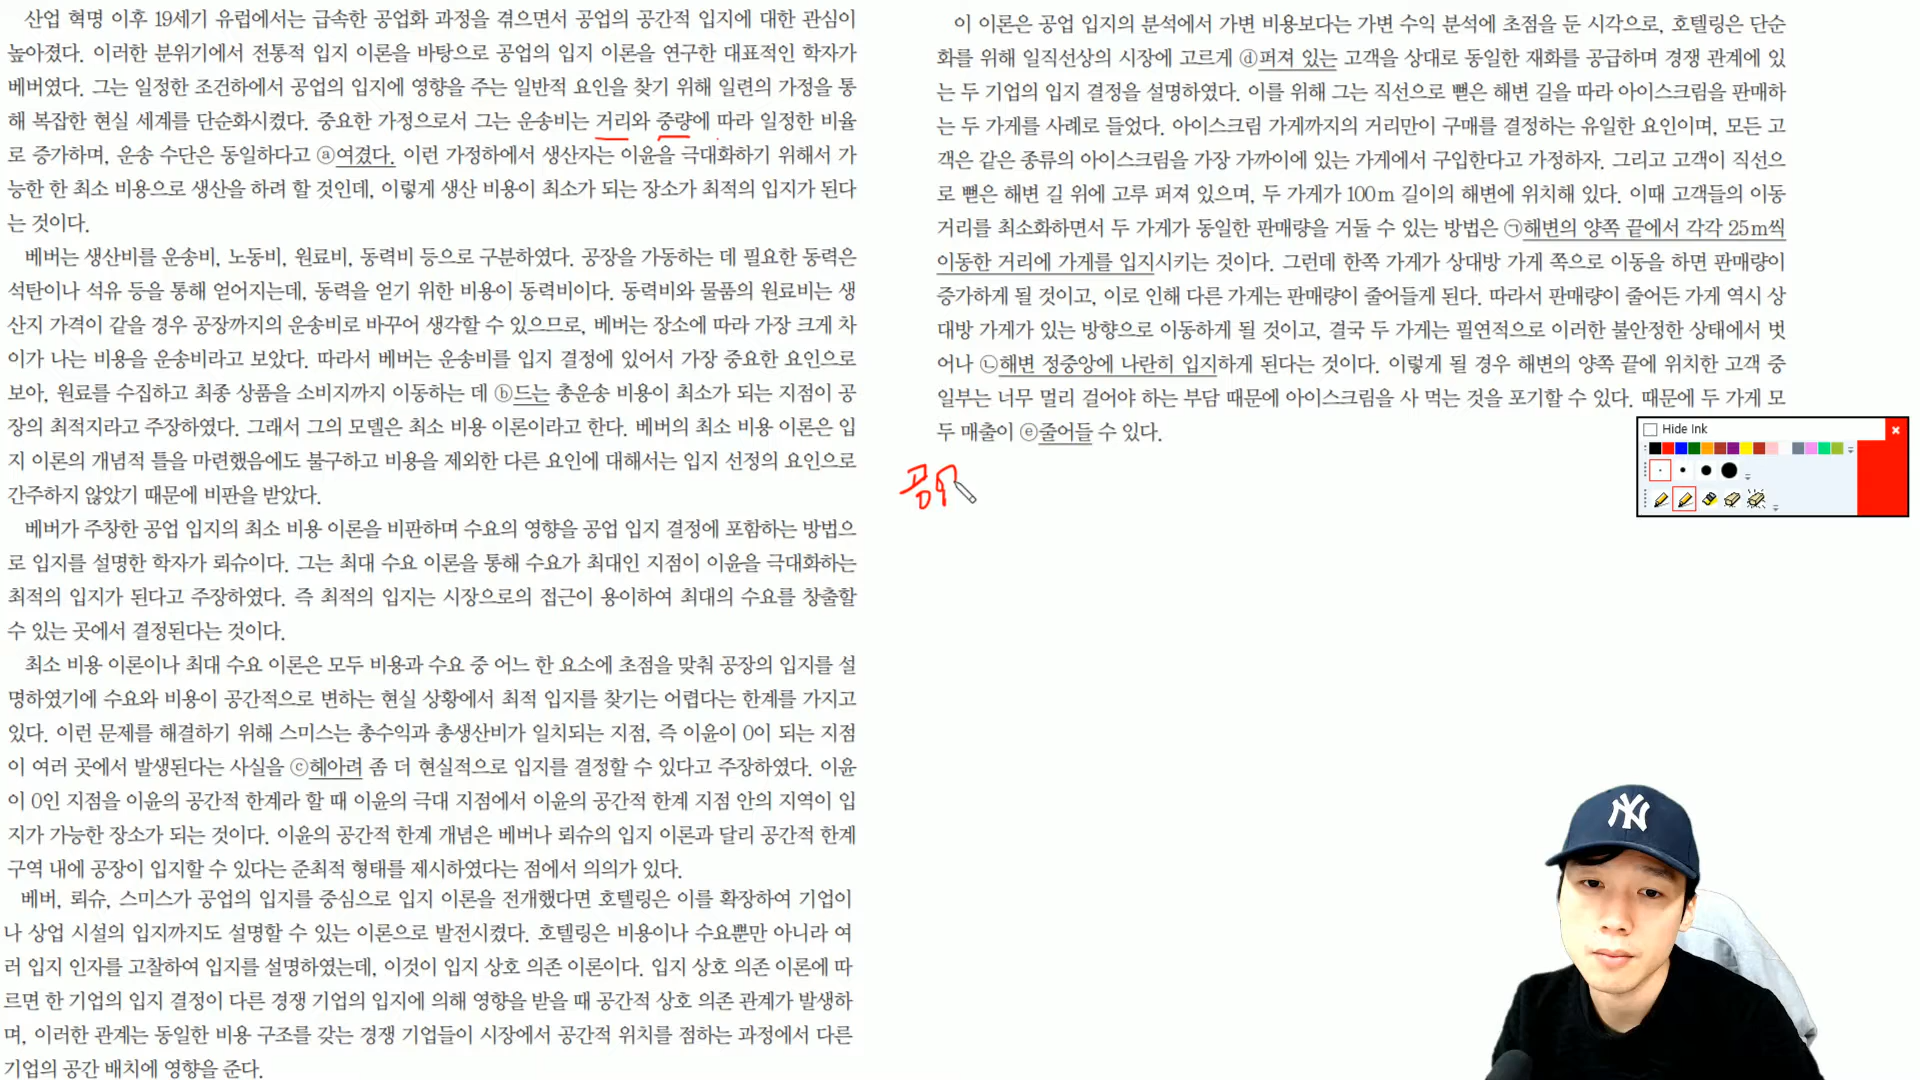 산업 혁명 이후 19세기 유럽에서는 급속한 공업화 과정을 겪으면서 공업의 공간적 입지에 대한 관심이
높아졌다. 이러한 분위기에서 전통적 입지 이론을 바탕으로 공업의 입지 이론을 연구한 대표적인 학자가
베버였다. 그는 일정한 조건하에서 공업의 입지에 영향을 주는 일반적 요인을 찾기 위해 일련의 가정을 통
해 복잡한 현실 세계를 단순화시켰다. 중요한 가정으로서 그는 운송비는 거리와 중량에 따라 일정한 비율
로 증가하며, 운송 수단은 동일하다고 ⓐ여겼다. 이런 가정하에서 생산자는 이윤을 극대화하기 위해서 가
능한 한 최소 비용으로 생산을 하려 할 것인데, 이렇게 생산 비용이 최소가 되는 장소가 최적의 입지가 된다
는 것이다.
베버는 생산비를 운송비, 노동비, 원료비, 동력비 등으로 구분하였다. 공장을 가동하는 데 필요한 동력은
석탄이나 석유 등을 통해 얻어지는데, 동력을 얻기 위한 비용이 동력비이다. 동력비와 물품의 원료비는 생
산지 가격이 같을 경우 공장까지의 운송비로 바꾸어 생각할 수 있으므로, 베버는 장소에 따라 가장 크게 차
이가 나는 비용을 운송비라고 보았다. 따라서 베버는 운송비를 입지 결정에 있어서 가장 중요한 요인으로
보아, 원료를 수집하고 최종 상품을 소비지까지 이동하는 데 ⓑ드는 총운송 비용이 최소가 되는 지점이 공
장의 최적지라고 주장하였다. 그래서 그의 모델은 최소 비용 이론이라고 한다. 베버의 최소 비용 이론은 입
지 이론의 개념적 틀을 마련했음에도 불구하고 비용을 제외한 다른 요인에 대해서는 입지 선정의 요인으로
간주하지 않았기 때문에 비판을 받았다.
베버가 주창한 공업 입지의 최소 비용 이론을 비판하며 수요의 영향을 공업 입지 결정에 포함하는 방법으
로 입지를 설명한 학자가 뢰슈이다. 그는 최대 수요 이론을 통해 수요가 최대인 지점이 이윤을 극대화하는
최적의 입지가 된다고 주장하였다. 즉 최적의 입지는 시장으로의 접근이 용이하여 최대의 수요를 창출할
수 있는 곳에서 결정된다는 것이다.
최소 비용 이론이나 최대 수요 이론은 모두 비용과 수요 중 어느 한 요소에 초점을 맞춰 공장의 입지를 설
명하였기에 수요와 비용이 공간적으로 변하는 현실 상황에서 최적 입지를 찾기는 어렵다는 한계를 가지고
있다. 이런 문제를 해결하기 위해 스미스는 총수익과 총생산비가 일치되는 지점, 즉 이윤이 0이 되는 지점
이 여러 곳에서 발생된다는 사실을 ⓒ헤아려 좀 더 현실적으로 입지를 결정할 수 있다고 주장하였다. 이윤
이 0인 지점을 이윤의 공간적 한계라 할 때 이윤의 극대 지점에서 이윤의 공간적 한계 지점 안의 지역이 입
지가 가능한 장소가 되는 것이다. 이윤의 공간적 한계 개념은 베버나 뢰슈의 입지 이론과 달리 공간적 한계
구역 내에 공장이 입지할 수 있다는 준최적 형태를 제시하였다는 점에서 의의가 있다.
베버, 뢰슈, 스미스가 공업의 입지를 중심으로 입지 이론을 전개했다면 호텔링은 이를 확장하여 기업이
나 상업 시설의 입지까지도 설명할 수 있는 이론으로 발전시켰다. 호텔링은 비용이나 수요뿐만 아니라 여
러 입지 인자를 고찰하여 입지를 설명하였는데, 이것이 입지 상호 의존 이론이다. 입지 상호 의존 이론에 따
르면 한 기업의 입지 결정이 다른 경쟁 기업의 입지에 의해 영향을 받을 때 공간적 상호 의존 관계가 발생하
며, 이러한 관계는 동일한 비용 구조를 갖는 경쟁 기업들이 시장에서 공간적 위치를 점하는 과정에서 다른
기업의 공간 배치에 영향을 준다.
이 이론은 공업 입지의 분석에서 가변 비용보다는 가변 수익 분석에 초점을 둔 시각으로, 호텔링은 단순
화를 위해 일직선상의 시장에 고르게 ⓓ퍼져 있는 고객을 상대로 동일한 재화를 공급하며 경쟁 관계에 있
는 두 기업의 입지 결정을 설명하였다. 이를 위해 그는 직선으로 뻗은 해변 길을 따라 아이스크림을 판매하
는 두 가게를 사례로 들었다. 아이스크림 가게까지의 거리만이 구매를 결정하는 유일한 요인이며, 모든 고
객은 같은 종류의 아이스크림을 가장 가까이에 있는 가게에서 구입한다고 가정하자. 그리고 고객이 직선으
로 뻗은 해변 길 위에 고루 퍼져 있으며, 두 가게가 100m 길이의 해변에 위치해 있다. 이때 고객들의 이동
거리를 최소화하면서 두 가게가 동일한 판매량을 거둘 수 있는 방법은 ㉠해변의 양쪽 끝에서 각각 25m씩
이동한 거리에 가게를 입지시키는 것이다. 그런데 한쪽 가게가 상대방 가게 쪽으로 이동을 하면 판매량이
증가하게 될 것이고, 이로 인해 다른 가게는 판매량이 줄어들게 된다. 따라서 판매량이 줄어든 가게 역시 상
대방 가게가 있는 방향으로 이동하게 될 것이고, 결국 두 가게는 필연적으로 이러한 불안정한 상태에서 벗
어나 ㉡해변 정중앙에 나란히 입지하게 된다는 것이다. 이렇게 될 경우 해변의 양쪽 끝에 위치한 고객 중
일부는 너무 멀리 걸어야 하는 부담 때문에 아이스크림을 사 먹는 것을 포기할 수 있다. 때문에 두 가게 모
두 매출이 ⓔ줄어들 수 있다.
공
Hide Ink
NY